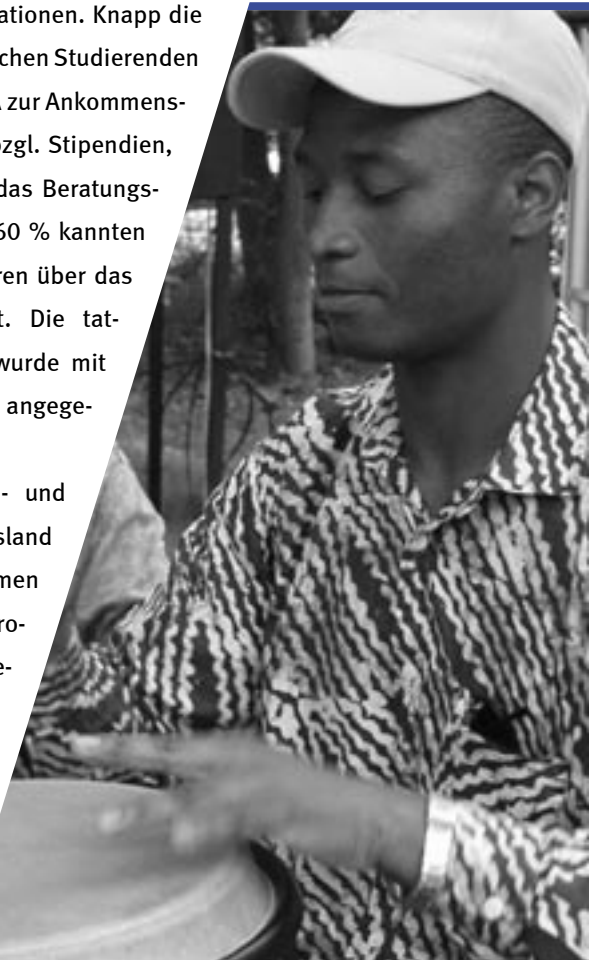 ationen. Knapp die
chen Studierenden
zur Ankommens-
zgl. Stipendien,
das Beratungs-
60 % kannten
ren über das
t. Die tat-
wurde mit
angege-
- und
sland
men
ro-
e-